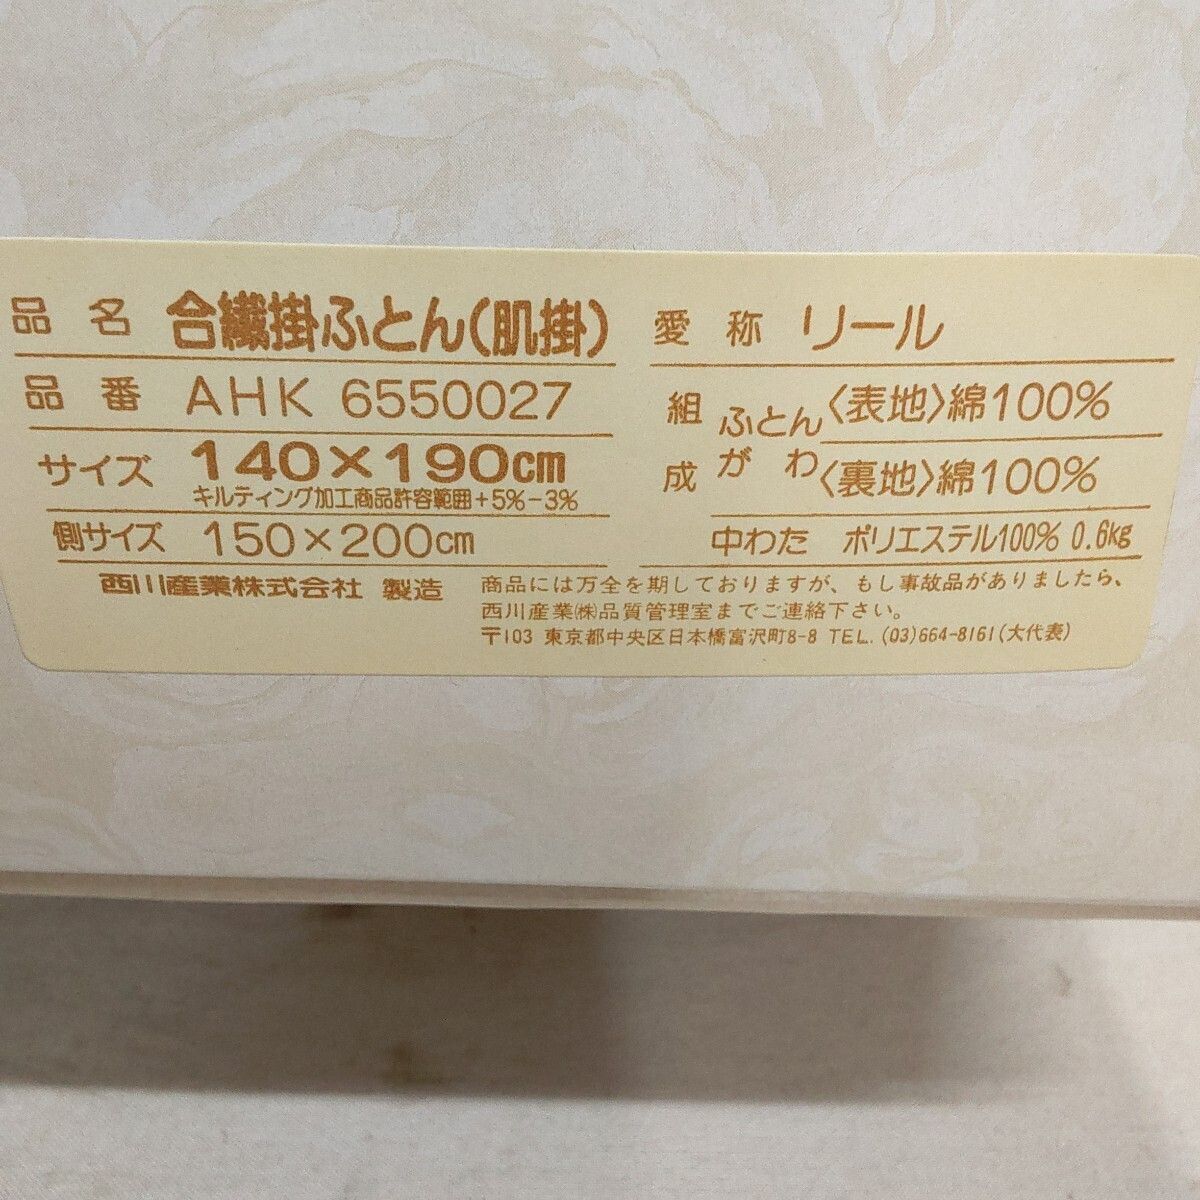 品名 合繊掛ふとん(肌掛)
品番 AHK 6550027
サイズ 140×190cm
キルティング加工商品許容範囲+5%-3%
側サイズ 150×200cm
愛称 リール
組成 ふとんがわ 〈表地〉綿100%
〈裏地〉綿100%
中わた ポリエステル100% 0.6kg
西川産業株式会社 製造
商品には万全を期しておりますが、もし事故品がありましたら、
西川産業㈱品質管理室までご連絡下さい。
〒103 東京都中央区日本橋富沢町8-8 TEL. (03)664-8161(大代表)